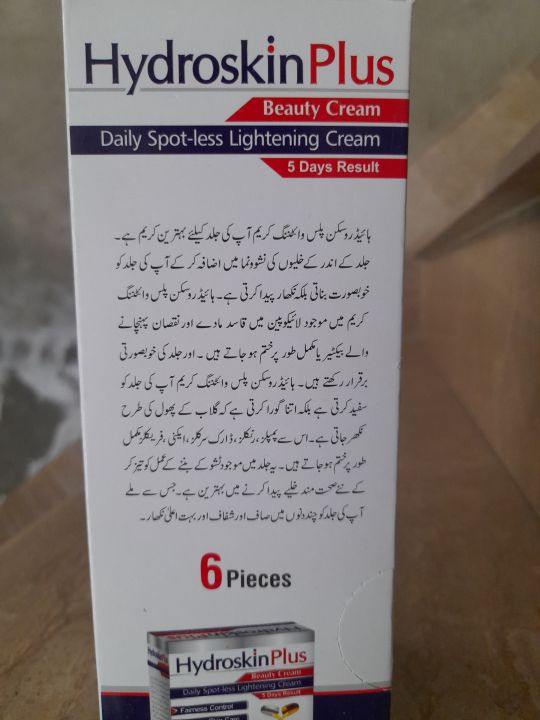 HydroskinPlus
Beauty Cream
Daily Spot-less Lightening Cream
5 Days Result
ہائیڈروسکن پلس وائٹننگ کریم آپ کی جلد کیلئے بہترین کریم ہے۔
جلد کے اندر کے خلیوں کی نشوونما میں اضافہ کر کے آپ کی جلد کو
خوبصورت بناتی بلکہ نکھار پیدا کرتی ہے۔ ہائیڈروسکن پلس وائٹننگ
کریم میں موجود لائیکوپین میں فاسد مادے اور نقصان پہنچانے
والے بیکٹیریا مکمل طور پر ختم ہو جاتے ہیں ۔ اور جلد کی خوبصورتی
برقرار رکھتے ہیں۔ ہائیڈروسکن پلس وائٹننگ کریم آپ کی جلد کو
سفید کرتی ہے بلکہ اتنا گورا کرتی ہے کہ گلاب کے پھول کی طرح
نکھر جاتی ہے۔ اس سے پمپلز، رنکلز، ڈارک سرکلز، ایکنی، فریکلز مکمل
طور پر ختم ہو جاتے ہیں۔ یہ جلد میں موجود ٹشو کے بننے کے عمل کو تیز کر
کے نئے صحت مند خلیے پیدا کرنے میں بہترین ہے۔ جس سے ملے
آپ کی جلد کو چند دنوں میں صاف اور شفاف اور بہت اعلیٰ نکھار۔
6 Pieces
HydroskinPlus
Beauty Cream
Daily Spot-less Lightening Cream
5 Days Result
Fairness Control